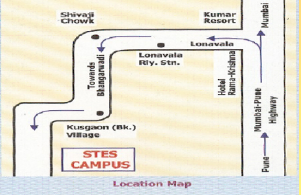 Shivaji
Chowk
Kumar
Resort
Mumbai
Lonavala
Lonavala
Rly. Stn.
Towards
Bhangarwadi
Hotel
Rama-Krishna
Mumbai-Pune
Highway
Kusgaon (Bk.)
Village
STES
CAMPUS
Pune
Location Map